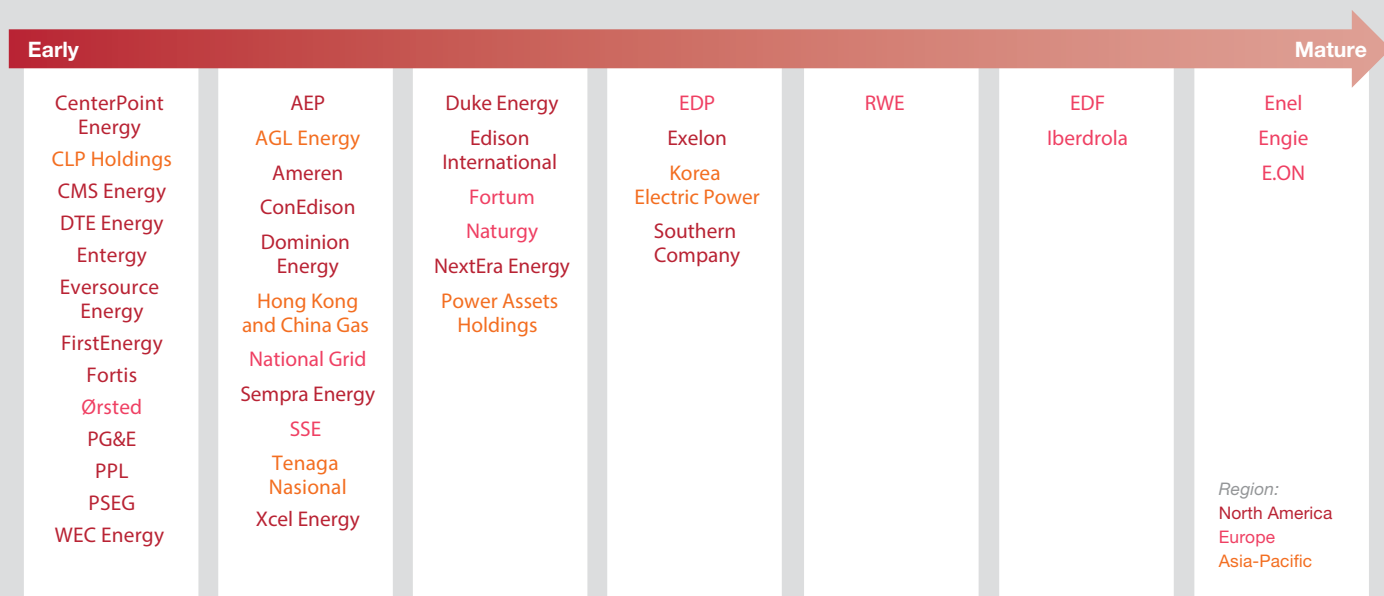 Early
Mature
CenterPoint
Energy
CLP Holdings
CMS Energy
DTE Energy
Entergy
Eversource
Energy
FirstEnergy
Fortis
Ørsted
PG&E
PPL
PSEG
WEC Energy
AEP
AGL Energy
Ameren
ConEdison
Dominion
Energy
Hong Kong
and China Gas
National Grid
Sempra Energy
SSE
Tenaga
Nasional
Xcel Energy
Duke Energy
Edison
International
Fortum
Naturgy
NextEra Energy
Power Assets
Holdings
EDP
Exelon
Korea
Electric Power
Southern
Company
RWE
EDF
Iberdrola
Enel
Engie
E.ON
Region:
North America
Europe
Asia-Pacific